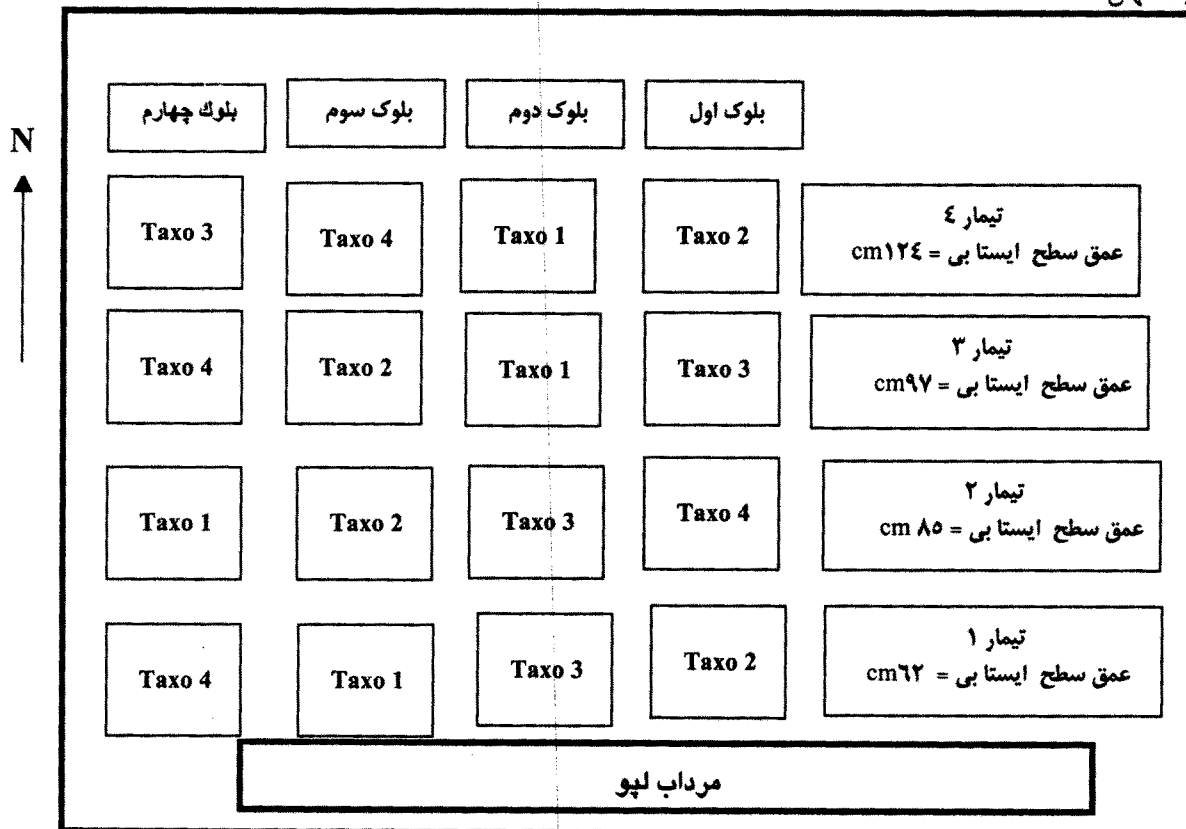 N
بلوک اول
بلوک دوم
بلوک سوم
بلوك چهارم
تیمار ٤
عمق سطح ایستا بی = cm۱۲٤
Taxo 2
Taxo 1
Taxo 4
Taxo 3
تیمار ۳
عمق سطح ایستا بی = cm۹۷
Taxo 3
Taxo 1
Taxo 2
Taxo 4
تیمار ۲
عمق سطح ایستا بی = cm ۸۵
Taxo 4
Taxo 3
Taxo 2
Taxo 1
تیمار ۱
عمق سطح ایستا بی = cm٦۲
Taxo 2
Taxo 3
Taxo 1
Taxo 4
مرداب لپو